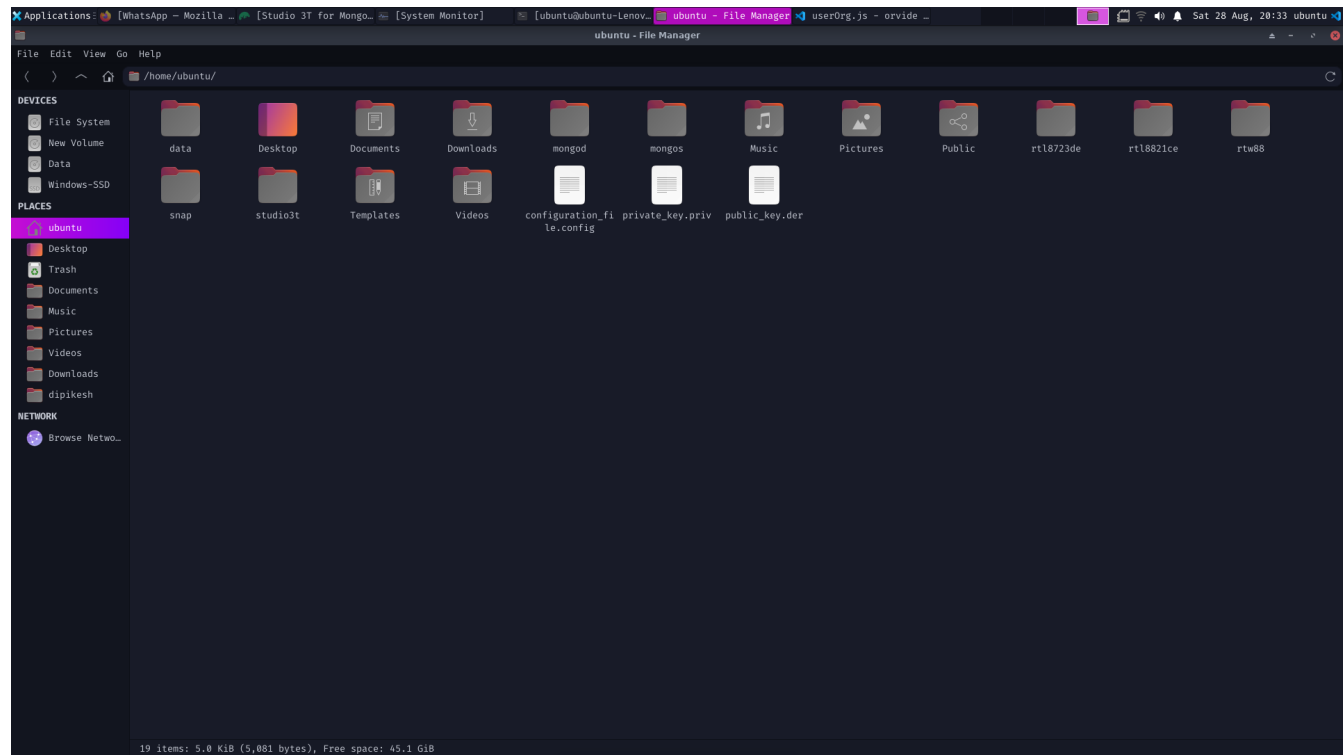 Applications
[WhatsApp — Mozilla …
[Studio 3T for Mongo…
[System Monitor]
[ubuntu@ubuntu-Lenov…
ubuntu - File Manager
userOrg.js - orvide …
Sat 28 Aug, 20:33 ubuntu
ubuntu - File Manager
File Edit View Go Help
/home/ubuntu/
DEVICES
File System
New Volume
Data
Windows-SSD
PLACES
ubuntu
Desktop
Trash
Documents
Music
Pictures
Videos
Downloads
dipikesh
NETWORK
Browse Netwo…
data
Desktop
Documents
Downloads
mongod
mongos
Music
Pictures
Public
rtl8723de
rtl8821ce
rtw88
snap
studio3t
Templates
Videos
configuration_fi
le.config
private_key.priv
public_key.der
19 items: 5.0 KiB (5,081 bytes), Free space: 45.1 GiB